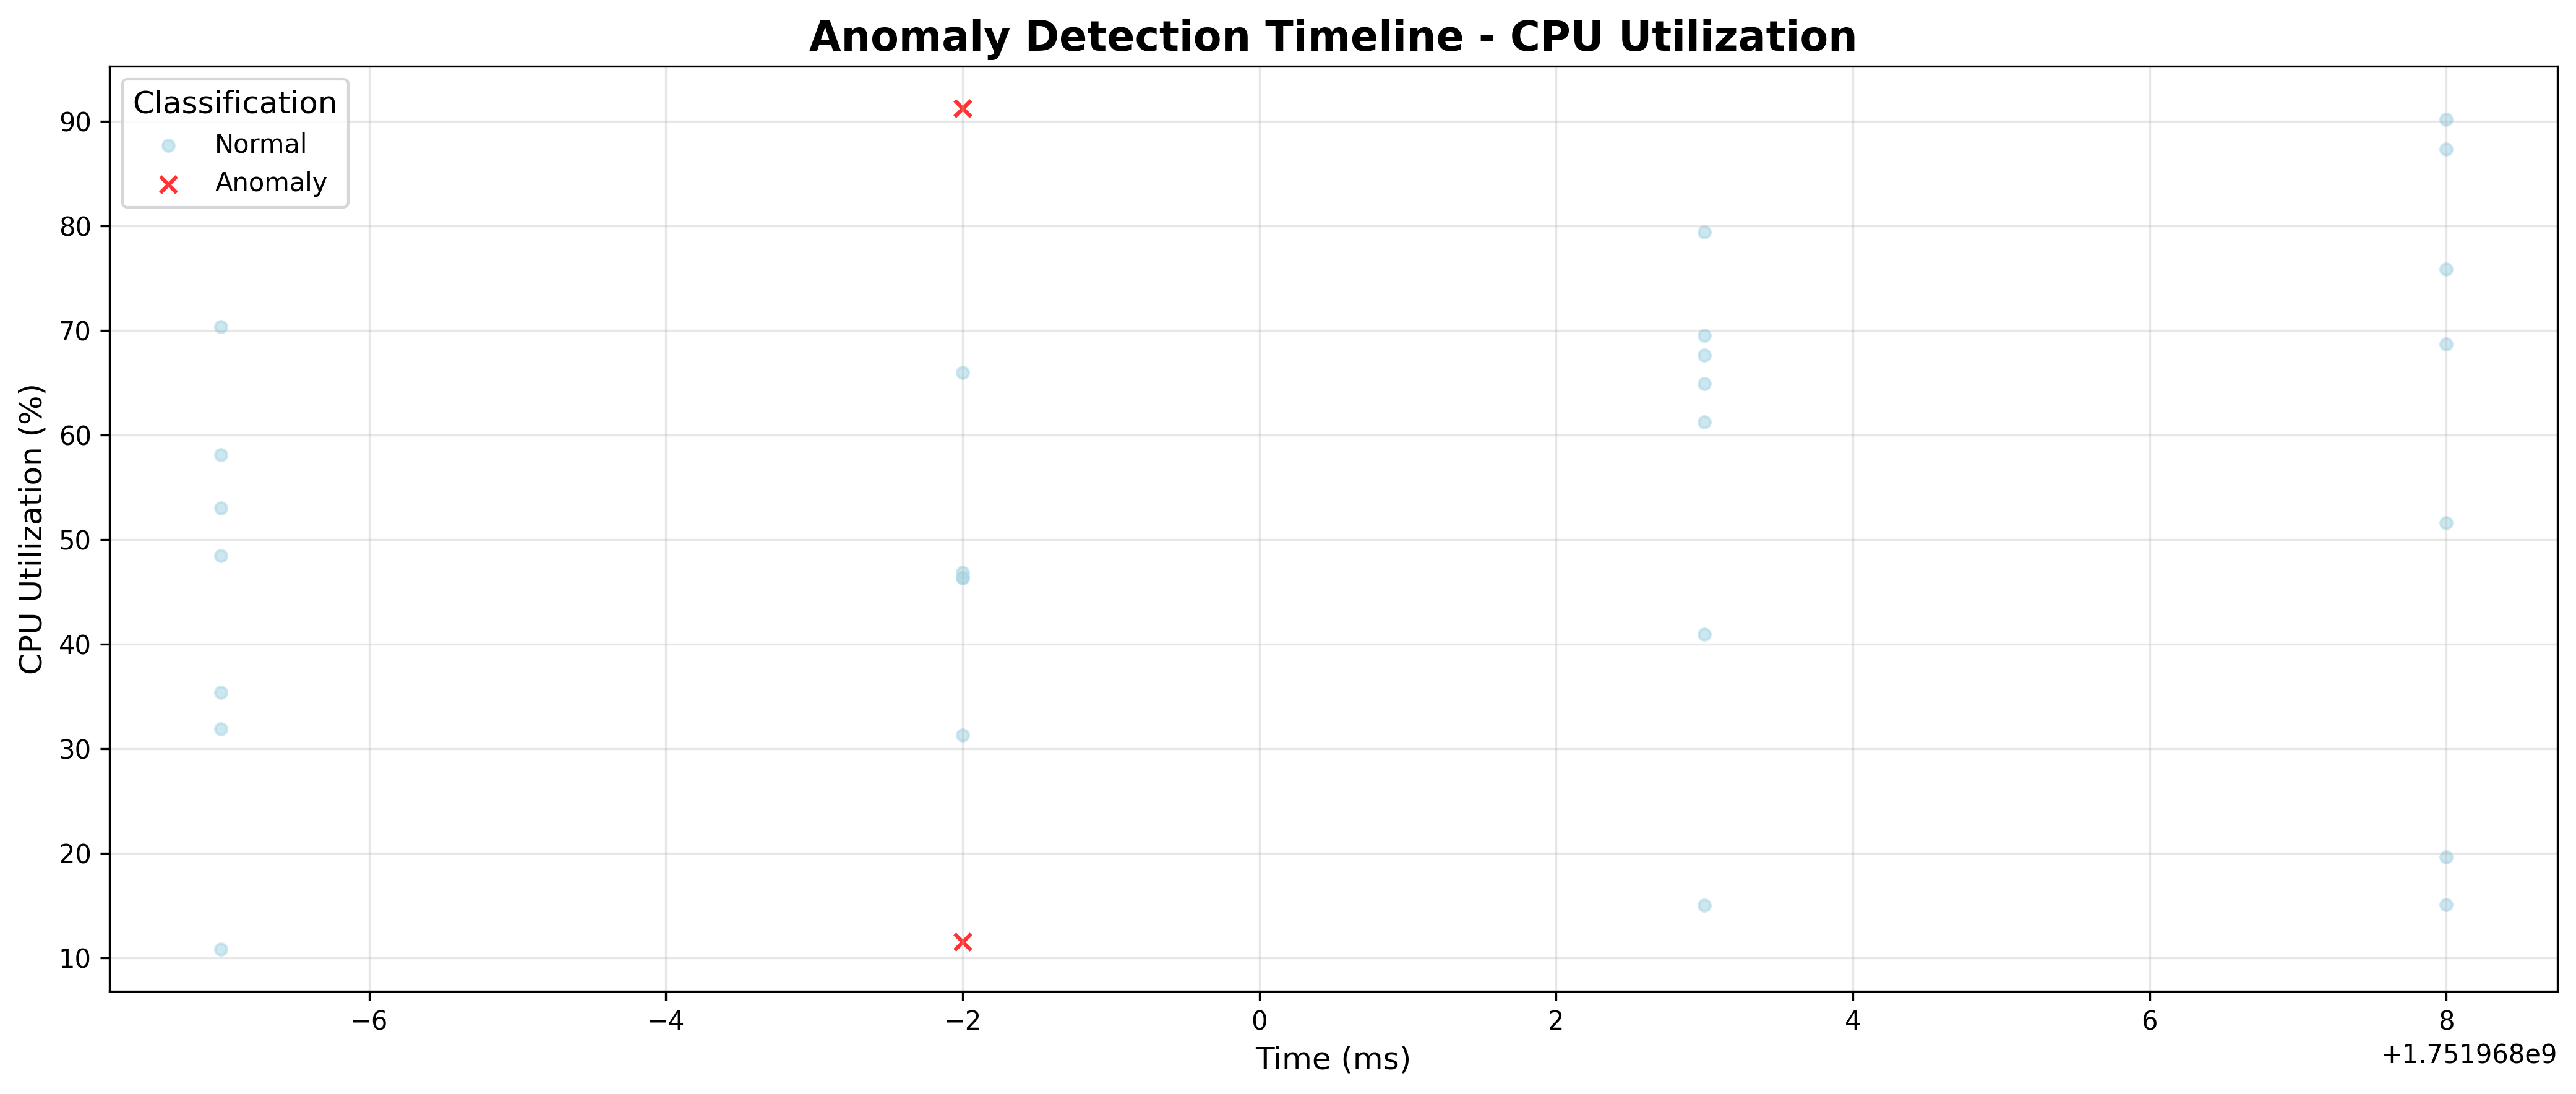 Anomaly Detection Timeline - CPU Utilization
Classification
Normal
Anomaly
CPU Utilization (%)
90
80
70
60
50
40
30
20
10
−6 −4 −2 0 2 4 6 8
Time (ms)
+1.751968e9